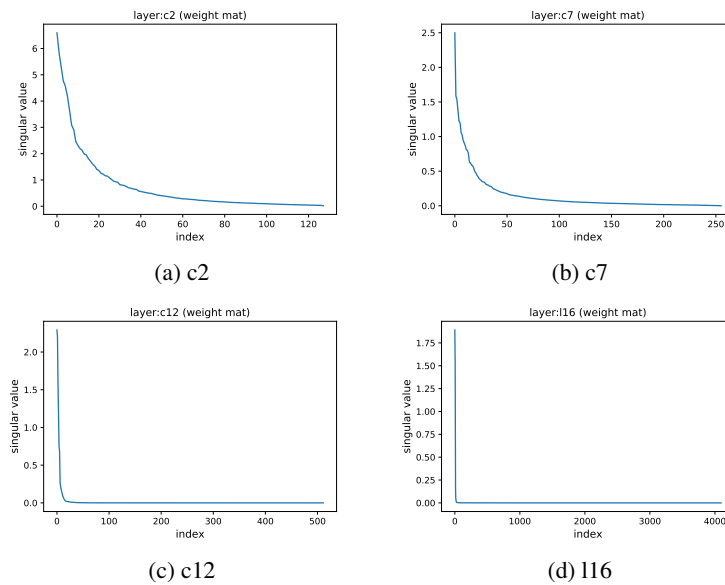 layer:c2 (weight mat)
singular value
6
5
4
3
2
1
0
0 20 40 60 80 100 120
index
(a) c2
layer:c7 (weight mat)
singular value
2.5
2.0
1.5
1.0
0.5
0.0
0 50 100 150 200 250
index
(b) c7
layer:c12 (weight mat)
singular value
2.0
1.5
1.0
0.5
0.0
0 100 200 300 400 500
index
(c) c12
layer:l16 (weight mat)
singular value
1.75
1.50
1.25
1.00
0.75
0.50
0.25
0.00
0 1000 2000 3000 4000
index
(d) l16